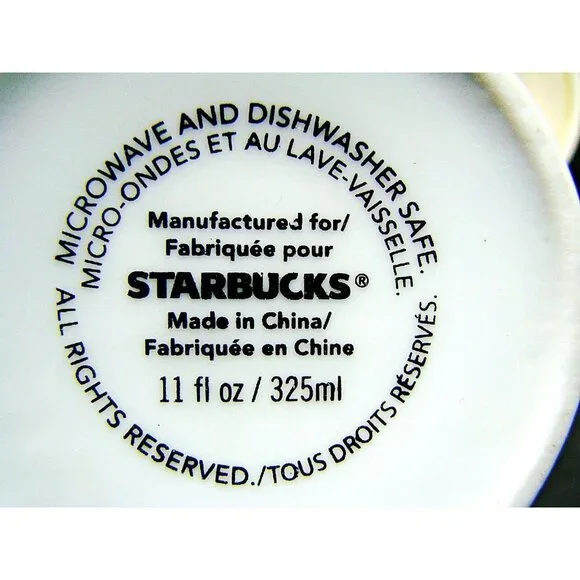 MICROWAVE AND DISHWASHER SAFE.
MICRO-ONDES ET AU LAVE-VAISSELLE.
Manufactured for/
Fabriquée pour
STARBUCKS®
Made in China/
Fabriquée en Chine
11 fl oz / 325ml
ALL RIGHTS RESERVED./TOUS DROITS RÉSERVÉS.